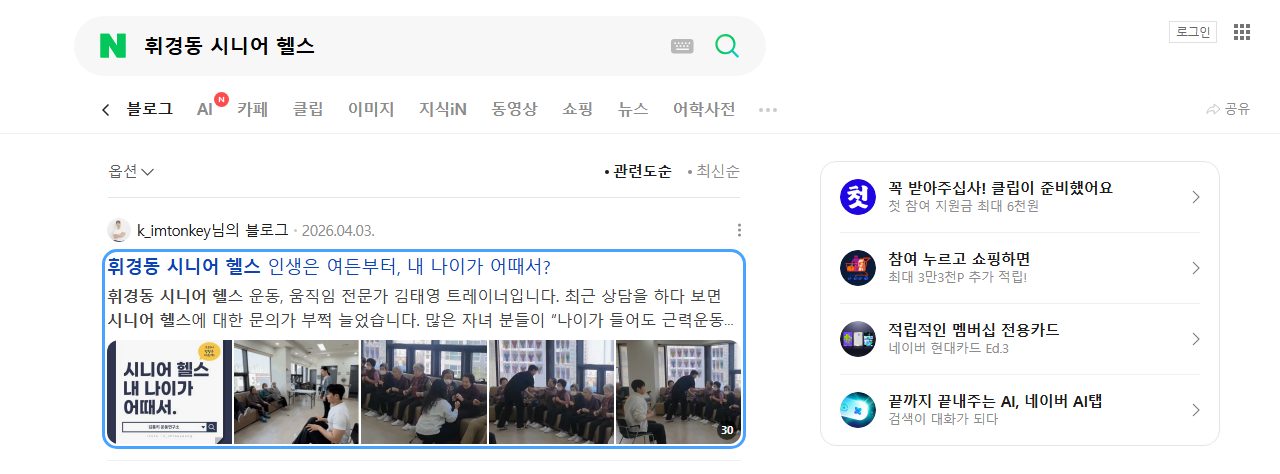 N 휘경동 시니어 헬스
로그인
블로그 AI N 카페 클립 이미지 지식iN 동영상 쇼핑 뉴스 어학사전
공유
옵션
• 관련도순 • 최신순
k_imtonkey님의 블로그 · 2026.04.03.
휘경동 시니어 헬스 인생은 여든부터, 내 나이가 어때서?
휘경동 시니어 헬스 운동, 움직임 전문가 김태영 트레이너입니다. 최근 상담을 하다 보면
시니어 헬스에 대한 문의가 부쩍 늘었습니다. 많은 자녀 분들이 “나이가 들어도 근력운동...
시니어 헬스
내 나이가
어때서.
30
첫
꼭 받아주십사! 클립이 준비했어요
첫 참여 지원금 최대 6천원
참여 누르고 쇼핑하면
최대 3만3천P 추가 적립!
적립적인 멤버십 전용카드
네이버 현대카드 Ed.3
끝까지 끝내주는 AI, 네이버 AI탭
검색이 대화가 되다